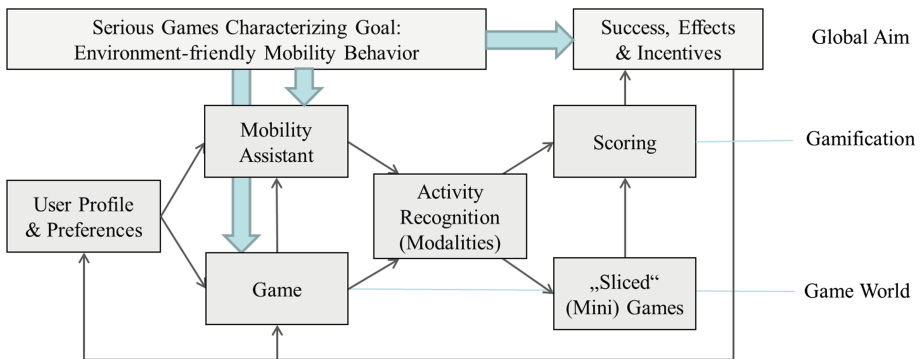 Serious Games Characterizing Goal:
Environment-friendly Mobility Behavior
Success, Effects
& Incentives
Global Aim
Mobility
Assistant
Scoring
Gamification
User Profile
& Preferences
Activity
Recognition
(Modalities)
Game
„Sliced“
(Mini) Games
Game World